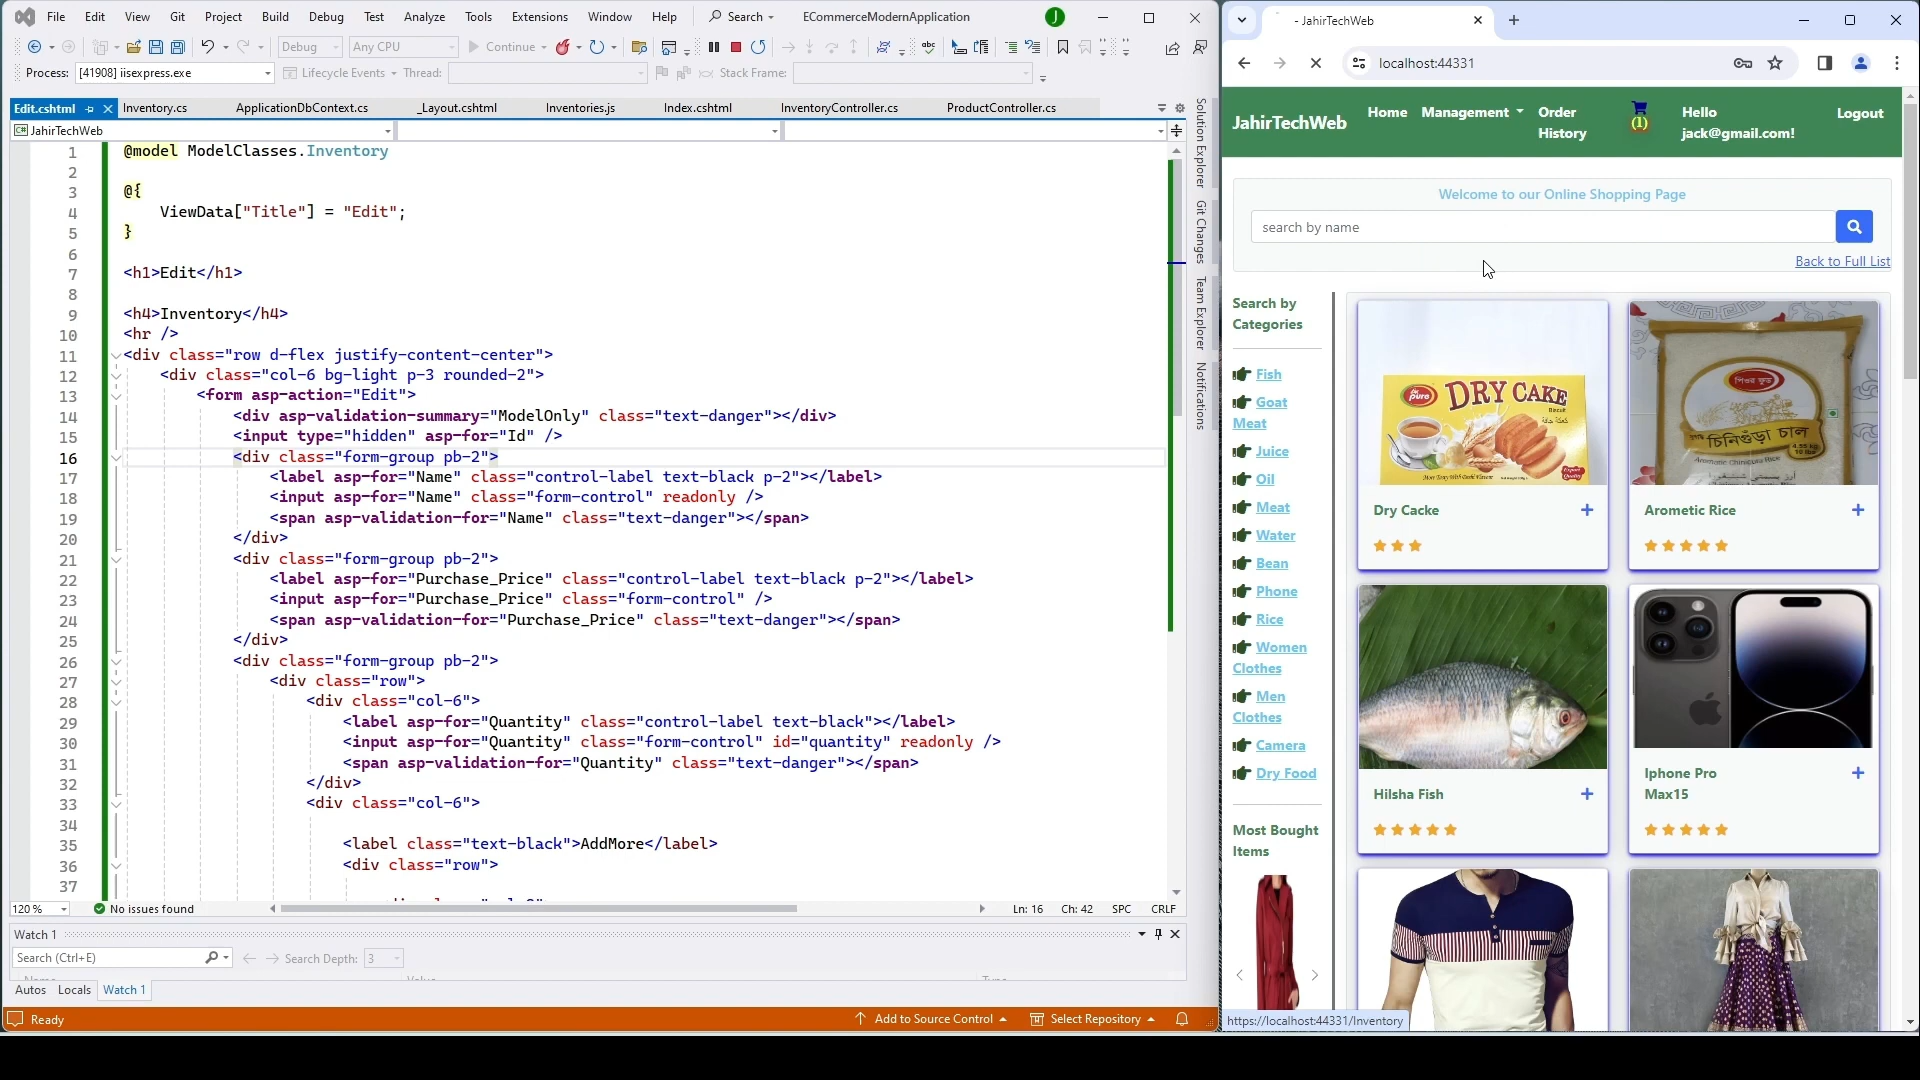 File Edit View Git Project Build Debug Test Analyze Tools Extensions Window Help Search ECommerceModernApplication J
Debug Any CPU Continue
Process: [41908] iisexpress.exe Lifecycle Events Thread: Stack Frame:
Edit.cshtml Inventory.cs ApplicationDbContext.cs _Layout.cshtml Inventories.js Index.cshtml InventoryController.cs ProductController.cs
JahirTechWeb
1 @model ModelClasses.Inventory
2
3 @{
4 ViewData["Title"] = "Edit";
5 }
6
7 <h1>Edit</h1>
8
9 <h4>Inventory</h4>
10 <hr />
11 <div class="row d-flex justify-content-center">
12 <div class="col-6 bg-light p-3 rounded-2">
13 <form asp-action="Edit">
14 <div asp-validation-summary="ModelOnly" class="text-danger"></div>
15 <input type="hidden" asp-for="Id" />
16 <div class="form-group pb-2">
17 <label asp-for="Name" class="control-label text-black p-2"></label>
18 <input asp-for="Name" class="form-control" readonly />
19 <span asp-validation-for="Name" class="text-danger"></span>
20 </div>
21 <div class="form-group pb-2">
22 <label asp-for="Purchase_Price" class="control-label text-black p-2"></label>
23 <input asp-for="Purchase_Price" class="form-control" />
24 <span asp-validation-for="Purchase_Price" class="text-danger"></span>
25 </div>
26 <div class="form-group pb-2">
27 <div class="row">
28 <div class="col-6">
29 <label asp-for="Quantity" class="control-label text-black"></label>
30 <input asp-for="Quantity" class="form-control" id="quantity" readonly />
31 <span asp-validation-for="Quantity" class="text-danger"></span>
32 </div>
33 <div class="col-6">
34
35 <label class="text-black">AddMore</label>
36 <div class="row">
37
120 % No issues found Ln: 16 Ch: 42 SPC CRLF
Watch 1
Search (Ctrl+E) Search Depth: 3
Autos Locals Watch 1
Ready Add to Source Control Select Repository
Solution Explorer
Git Changes
Team Explorer
Notifications
- JahirTechWeb
localhost:44331
JahirTechWeb Home Management Order History (1) Hello jack@gmail.com! Logout
Welcome to our Online Shopping Page
search by name
Back to Full List
Search by
Categories
Fish
Goat
Meat
Juice
Oil
Meat
Water
Bean
Phone
Rice
Women
Clothes
Men
Clothes
Camera
Dry Food
Most Bought
Items
pure DRY CAKE
Biscuit
Dry Cacke +
চিনিগুঁড়া চাল
Aromatic Chinigura Rice
Arometic Rice +
Hilsha Fish +
Iphone Pro
Max15 +
https://localhost:44331/Inventory